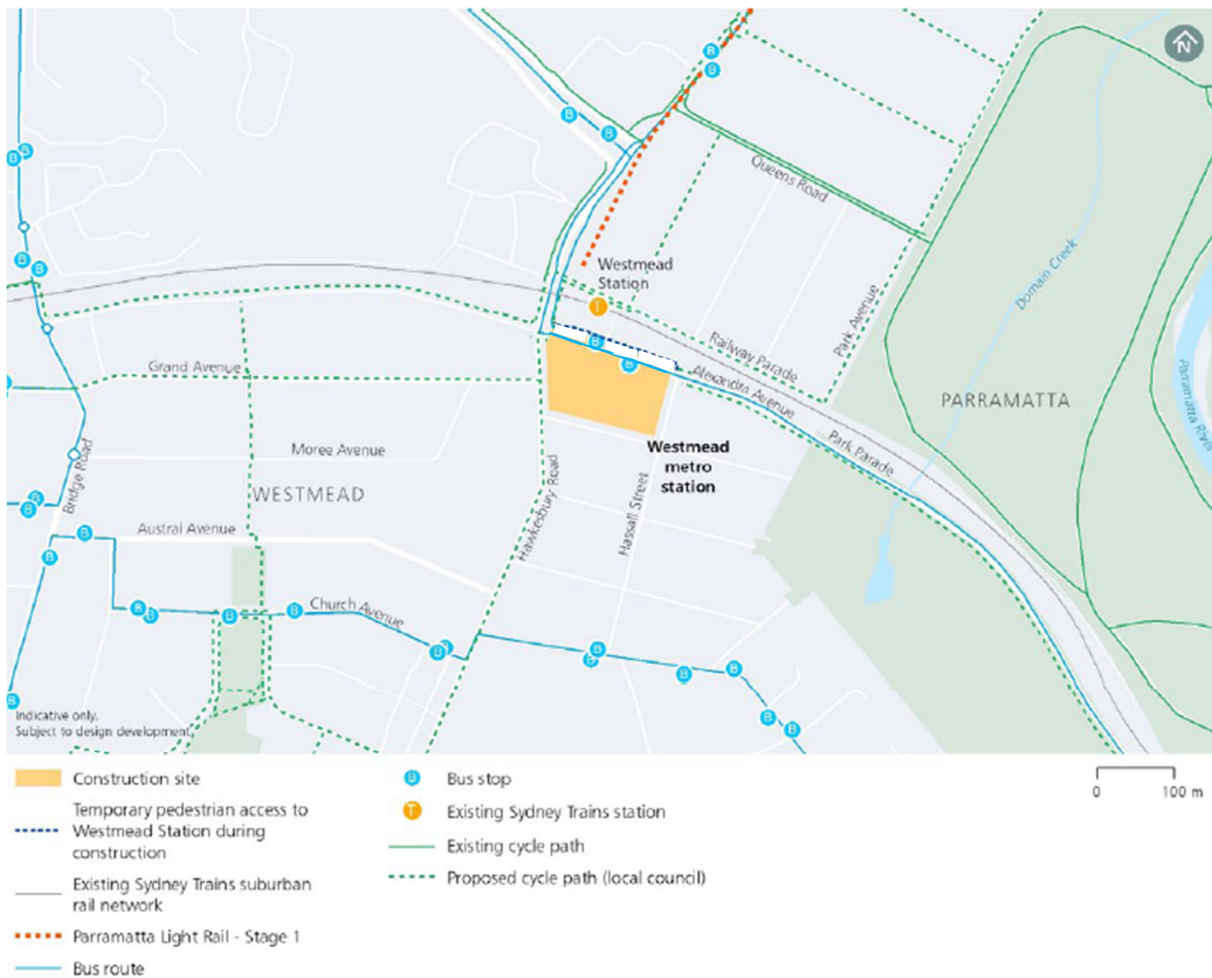 N
B
B
B
B
B
B
B
B
Queens Road
Westmead
Station
T
Domain Creek
Park Avenue
Railway Parade
Parramatta River
B
B
Grand Avenue
Alexandra Avenue
PARRAMATTA
Park Parade
Westmead
metro
station
Moree Avenue
Bridge Road
WESTMEAD
Hawkesbury Road
Hassall Street
B
B
B
Austral Avenue
B
B
B
B
B
B
Church Avenue
B
B
B
B
B
B
B
B
B
B
Indicative only.
Subject to design development.
Construction site
Temporary pedestrian access to
Westmead Station during
construction
Existing Sydney Trains suburban
rail network
Parramatta Light Rail - Stage 1
Bus route
B Bus stop
T Existing Sydney Trains station
Existing cycle path
Proposed cycle path (local council)
0 100 m